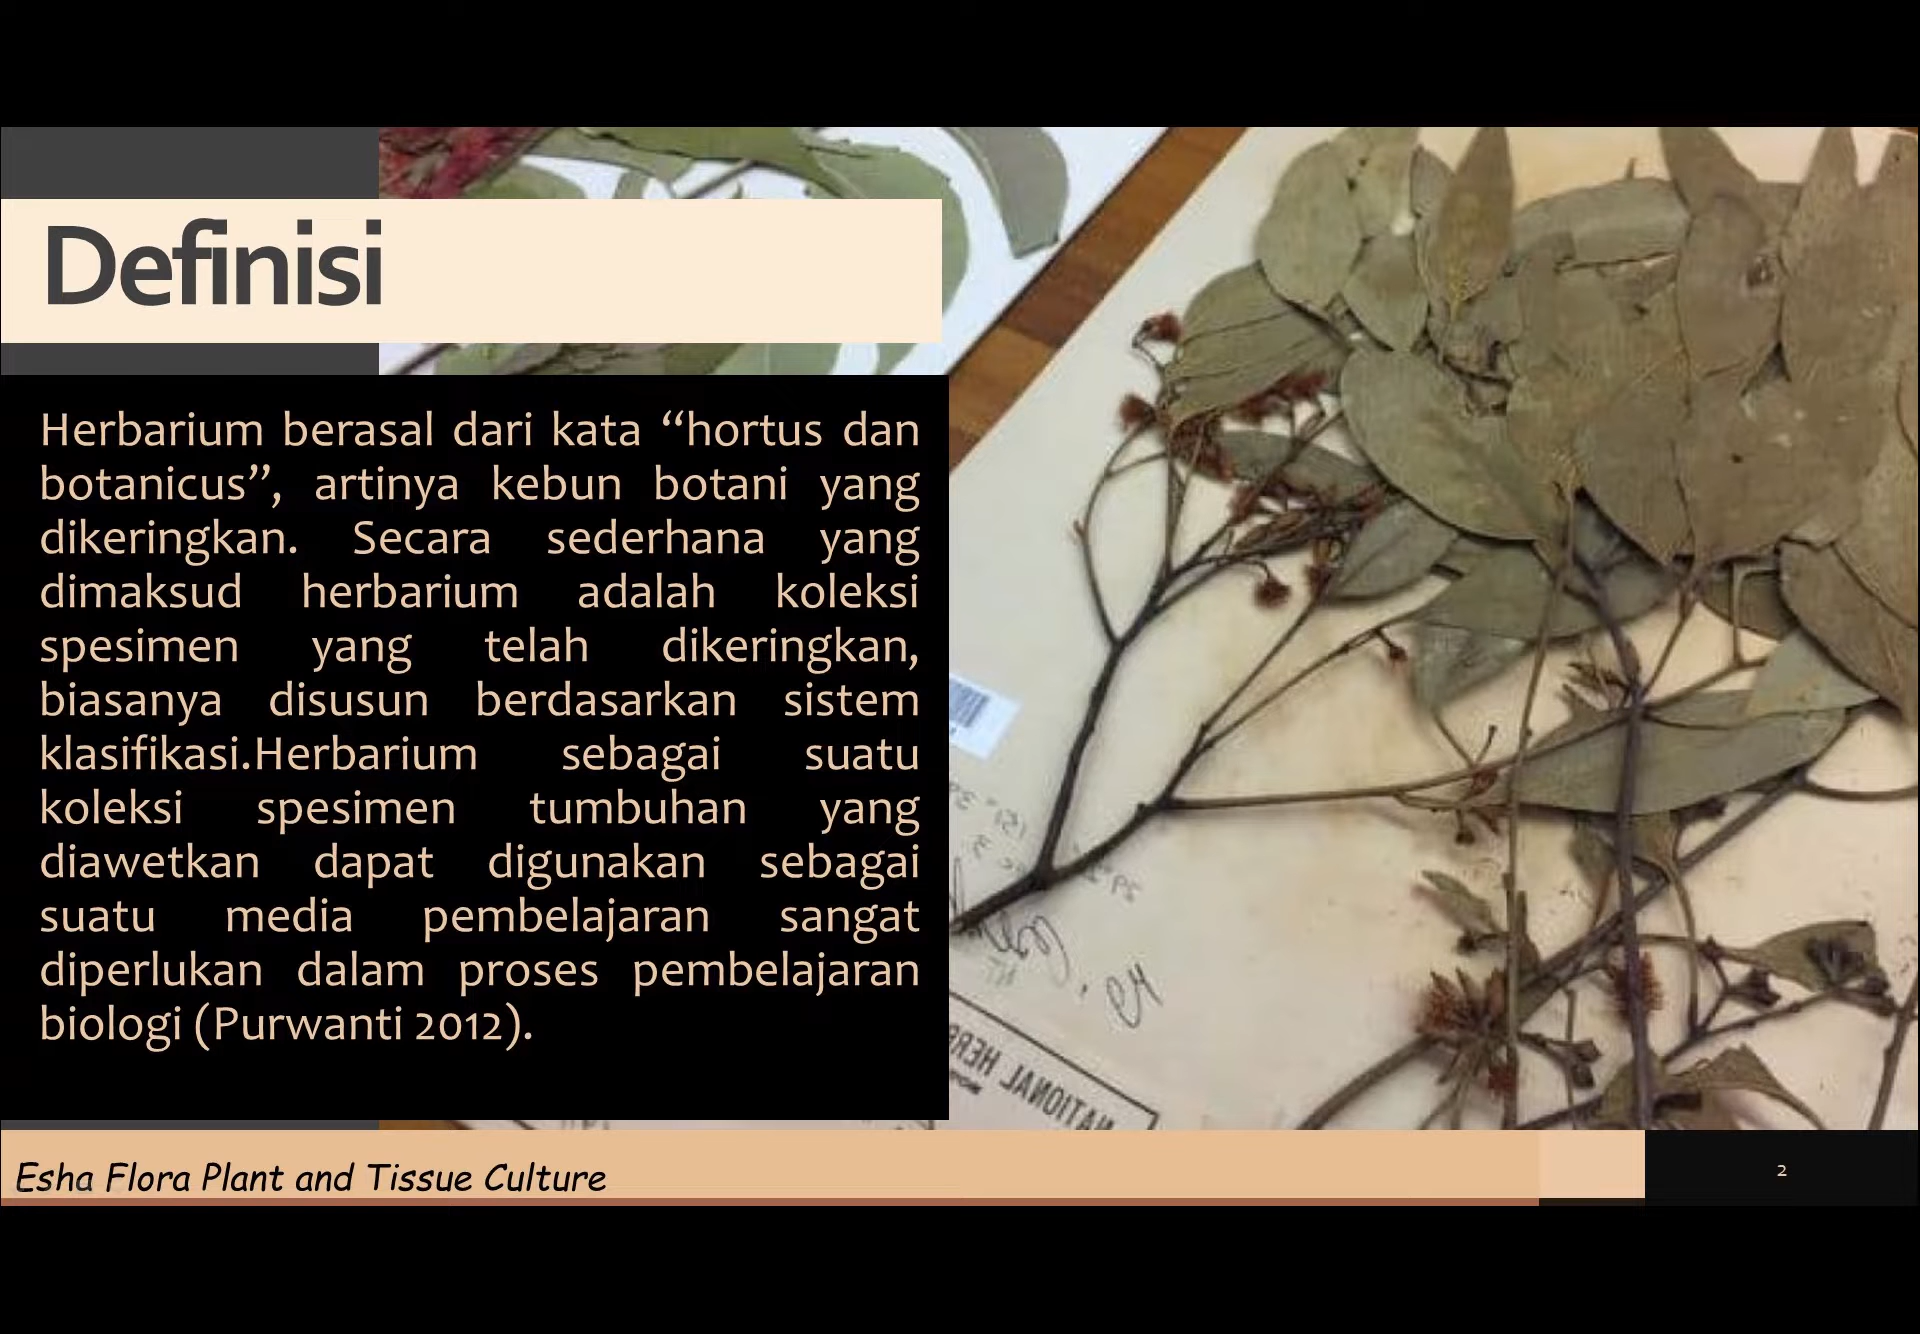 Definisi
Herbarium berasal dari kata “hortus dan
botanicus”, artinya kebun botani yang
dikeringkan. Secara sederhana yang
dimaksud herbarium adalah koleksi
spesimen yang telah dikeringkan,
biasanya disusun berdasarkan sistem
klasifikasi.Herbarium sebagai suatu
koleksi spesimen tumbuhan yang
diawetkan dapat digunakan sebagai
suatu media pembelajaran sangat
diperlukan dalam proses pembelajaran
biologi (Purwanti 2012).
NATIONAL HERB
Esha Flora Plant and Tissue Culture
2